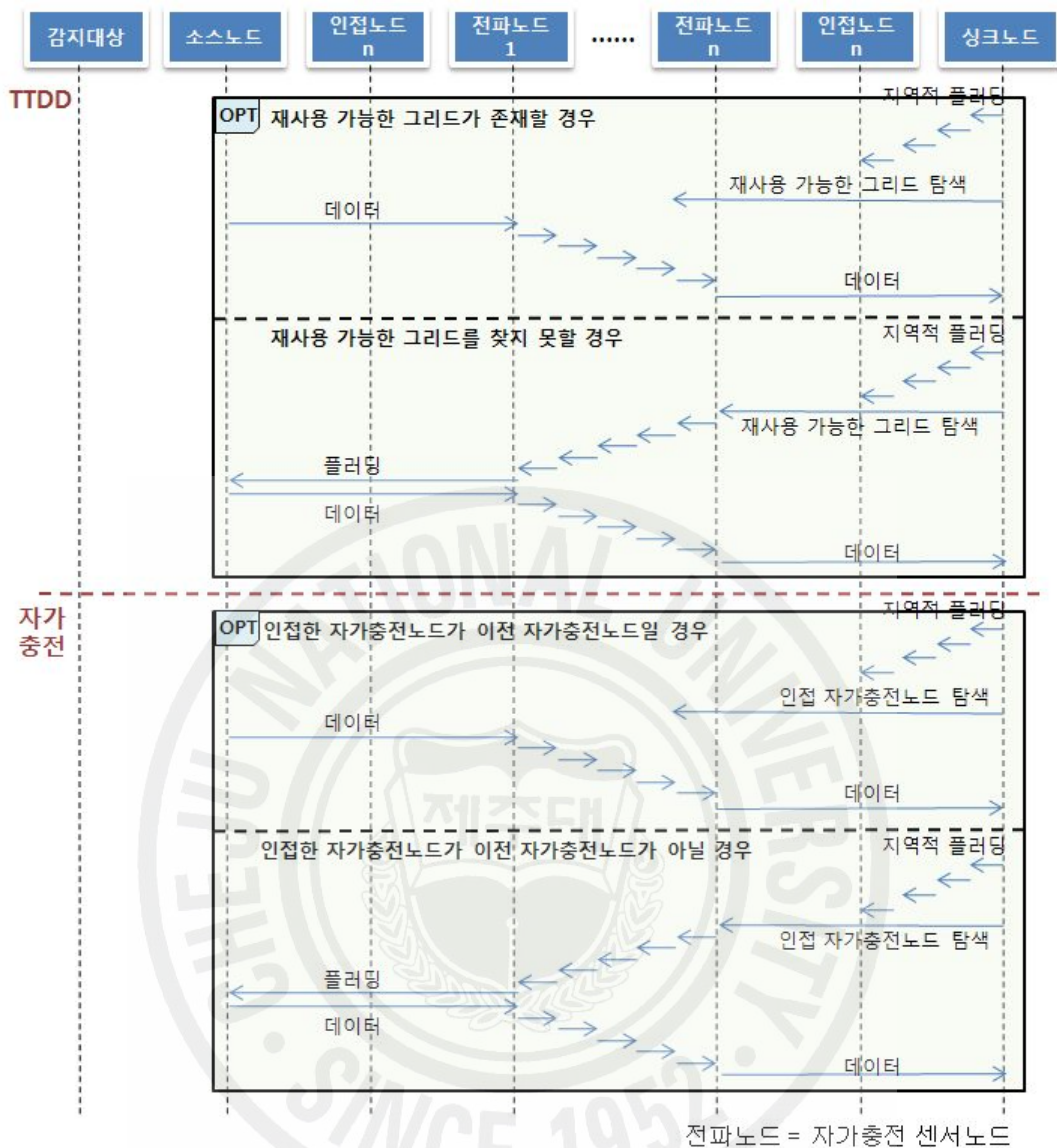 감지대상
소스노드
인접노드
n
전파노드
1
······
전파노드
n
인접노드
n
싱크노드
TTDD
지역적 플러딩
OPT 재사용 가능한 그리드가 존재할 경우
재사용 가능한 그리드 탐색
데이터
데이터
재사용 가능한 그리드를 찾지 못할 경우
지역적 플러딩
재사용 가능한 그리드 탐색
플러딩
데이터
데이터
자가
충전
지역적 플러딩
OPT 인접한 자가충전노드가 이전 자가충전노드일 경우
인접 자가충전노드 탐색
데이터
데이터
인접한 자가충전노드가 이전 자가충전노드가 아닐 경우
지역적 플러딩
인접 자가충전노드 탐색
플러딩
데이터
데이터
전파노드 = 자가충전 센서노드
CHEJU NATIONAL UNIVERSITY
제주대
SINCE 1952